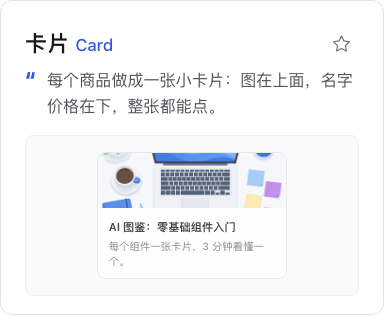 卡片 Card
“ 每个商品做成一张小卡片：图在上面，名字
价格在下，整张都能点。
AI 图鉴：零基础组件入门
每个组件一张卡片，3 分钟看懂一
个。